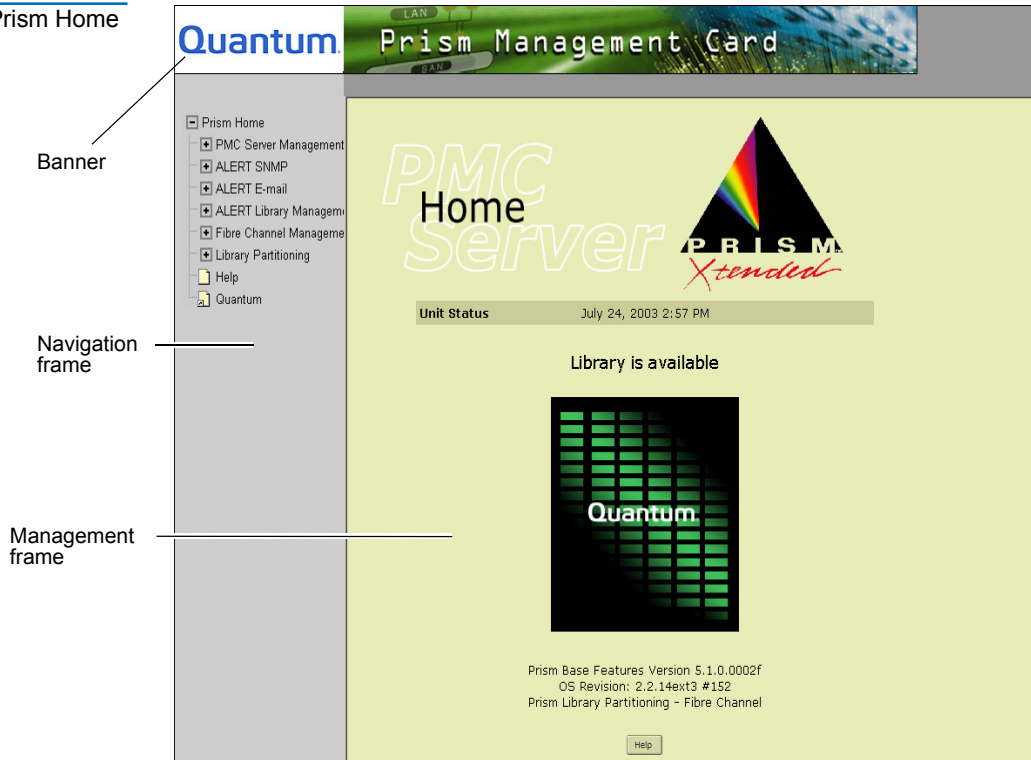 Prism Home
Quantum.
LAN
SAN
Prism Management Card
Banner
Prism Home
PMC Server Management
ALERT SNMP
ALERT E-mail
ALERT Library Managem
Fibre Channel Manageme
Library Partitioning
Help
Quantum
Navigation
frame
Management
frame
PMC
Server
Home
PRISM
Xtended
Unit Status July 24, 2003 2:57 PM
Library is available
Quantum.
Prism Base Features Version 5.1.0.0002f
OS Revision: 2.2.14ext3 #152
Prism Library Partitioning - Fibre Channel
Help